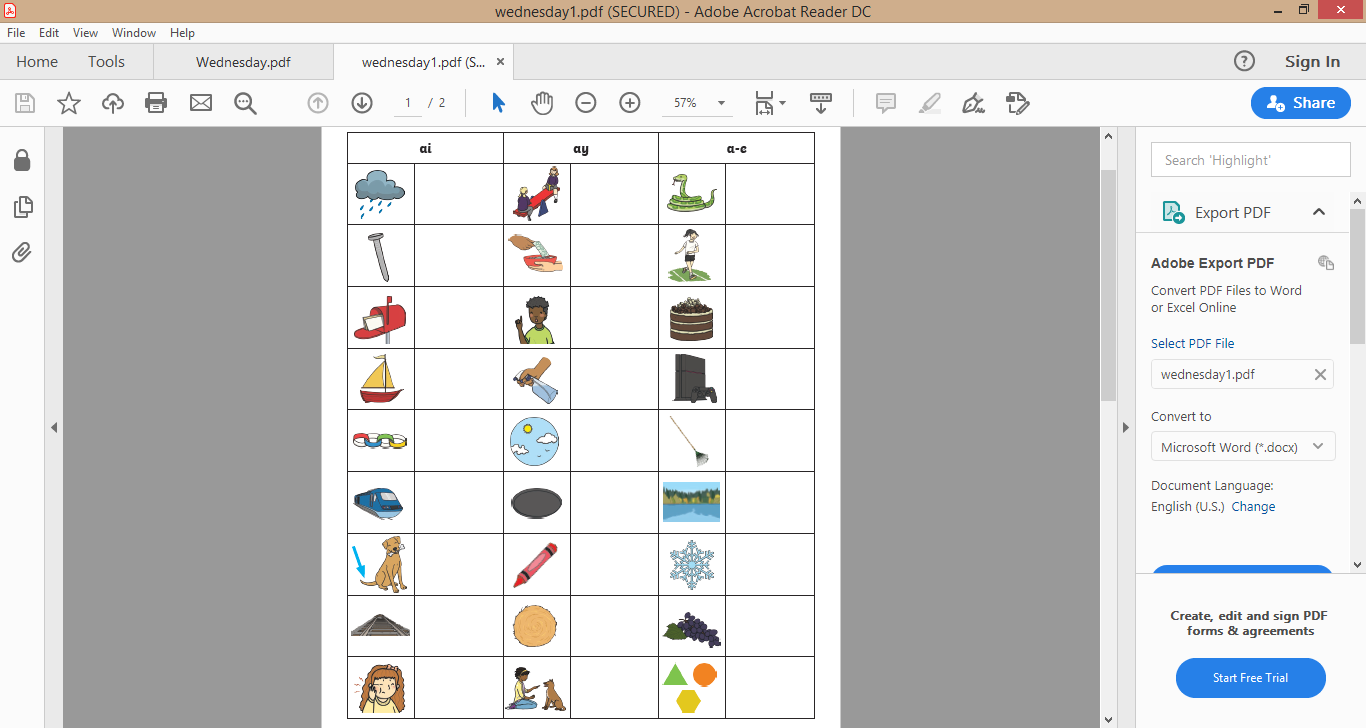 wednesday1.pdf (SECURED) - Adobe Acrobat Reader DC
File Edit View Window Help
Home Tools Wednesday.pdf wednesday1.pdf (S... Sign In
1 / 2 57% Share
ai ay a-e
Search 'Highlight'
Export PDF
Adobe Export PDF
Convert PDF Files to Word
or Excel Online
Select PDF File
wednesday1.pdf
Convert to
Microsoft Word (*.docx)
Document Language:
English (U.S.) Change
Create, edit and sign PDF
forms & agreements
Start Free Trial